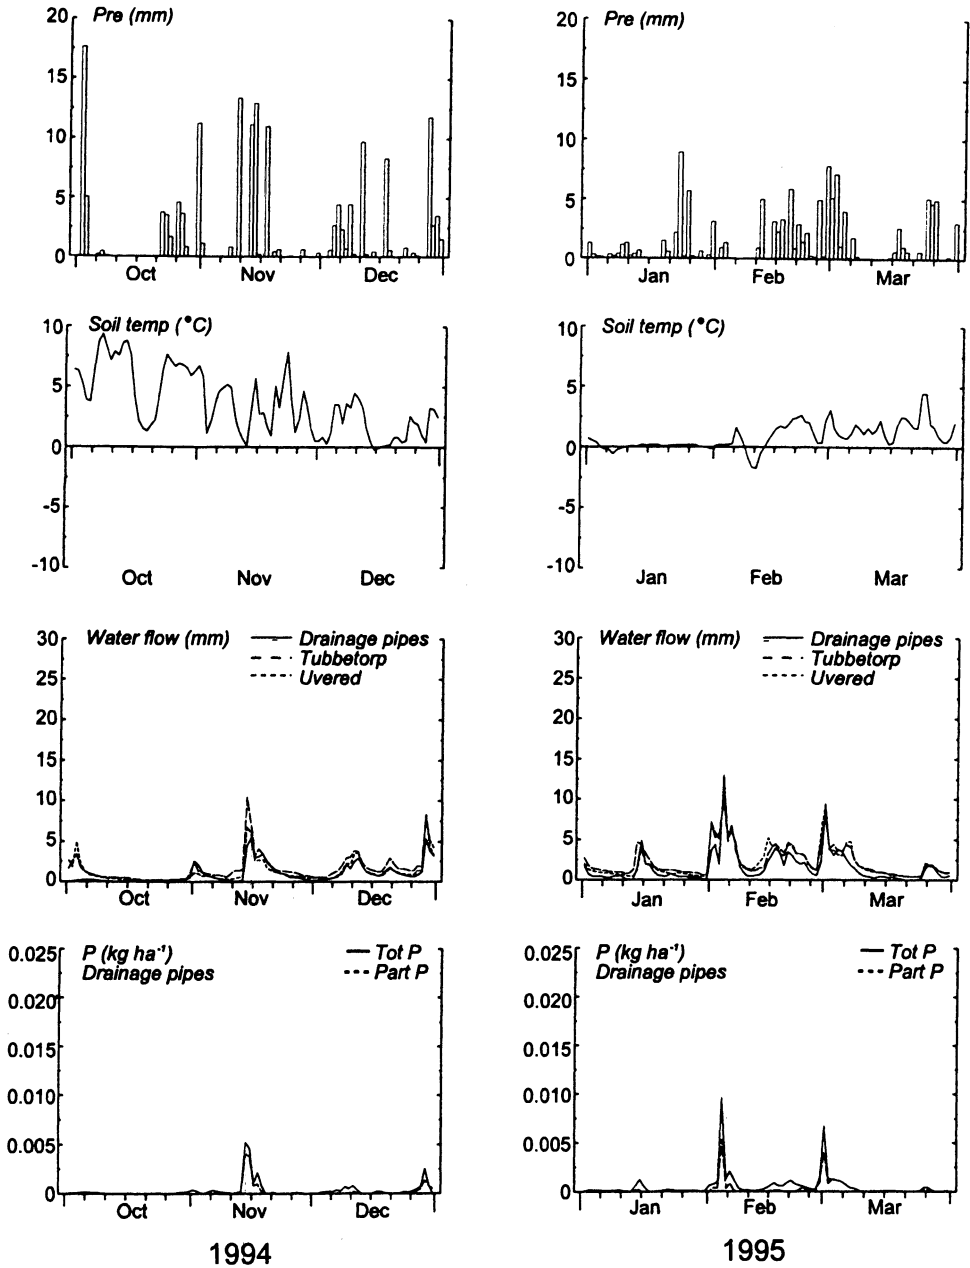 Pre (mm)
20
15
10
5
0
Oct Nov Dec
Pre (mm)
20
15
10
5
0
Jan Feb Mar
Soil temp (°C)
10
5
0
-5
-10
Oct Nov Dec
Soil temp (°C)
10
5
0
-5
-10
Jan Feb Mar
Water flow (mm)
Drainage pipes
Tubbetorp
Uvered
30
25
20
15
10
5
0
Oct Nov Dec
Water flow (mm)
Drainage pipes
Tubbetorp
Uvered
30
25
20
15
10
5
0
Jan Feb Mar
P (kg ha⁻¹)
Drainage pipes
Tot P
Part P
0.025
0.020
0.015
0.010
0.005
0
Oct Nov Dec
1994
P (kg ha⁻¹)
Drainage pipes
Tot P
Part P
0.025
0.020
0.015
0.010
0.005
0
Jan Feb Mar
1995